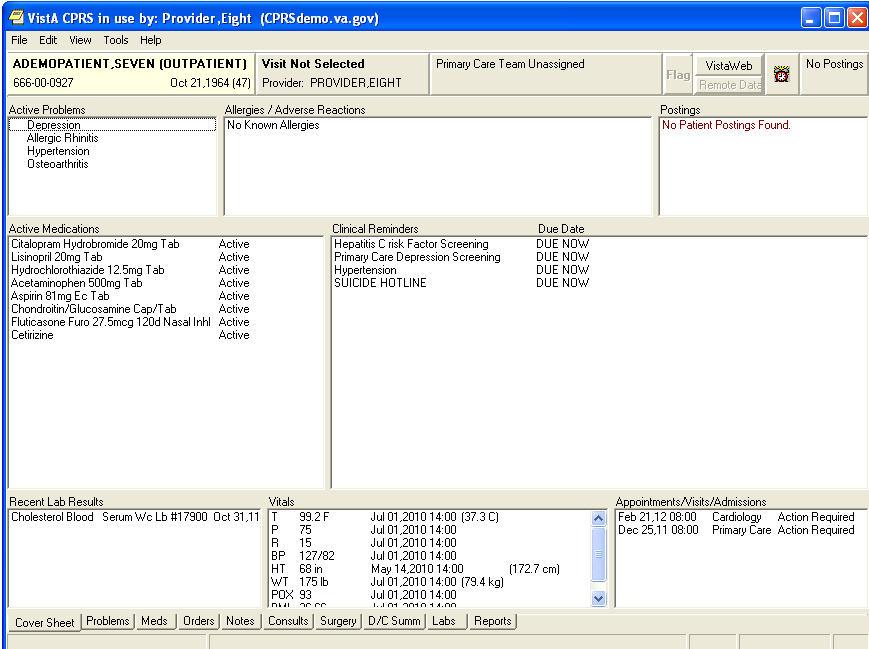 VistA CPRS in use by: Provider,Eight (CPRSdemo.va.gov)
File Edit View Tools Help
ADEMOPATIENT,SEVEN (OUTPATIENT)
666-00-0927 Oct 21,1964 (47)
Visit Not Selected
Provider: PROVIDER,EIGHT
Primary Care Team Unassigned
Flag
VistaWeb
Remote Data
No Postings
Active Problems
Depression
Allergic Rhinitis
Hypertension
Osteoarthritis
Allergies / Adverse Reactions
No Known Allergies
Postings
No Patient Postings Found.
Active Medications
Citalopram Hydrobromide 20mg Tab Active
Lisinopril 20mg Tab Active
Hydrochlorothiazide 12.5mg Tab Active
Acetaminophen 500mg Tab Active
Aspirin 81mg Ec Tab Active
Chondroitin/Glucosamine Cap/Tab Active
Fluticasone Furo 27.5mcg 120d Nasal Inhl Active
Cetirizine Active
Clinical Reminders Due Date
Hepatitis C risk Factor Screening DUE NOW
Primary Care Depression Screening DUE NOW
Hypertension DUE NOW
SUICIDE HOTLINE DUE NOW
Recent Lab Results
Cholesterol Blood Serum Wc Lb #17900 Oct 31,11
Vitals
T 99.2 F Jul 01,2010 14:00 (37.3 C)
P 75 Jul 01,2010 14:00
R 15 Jul 01,2010 14:00
BP 127/82 Jul 01,2010 14:00
HT 68 in May 14,2010 14:00 (172.7 cm)
WT 175 lb Jul 01,2010 14:00 (79.4 kg)
POX 93 Jul 01,2010 14:00
Appointments/Visits/Admissions
Feb 21,12 08:00 Cardiology Action Required
Dec 25,11 08:00 Primary Care Action Required
Cover Sheet Problems Meds Orders Notes Consults Surgery D/C Summ Labs Reports